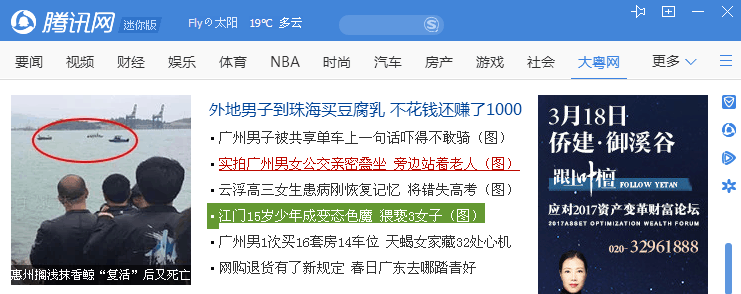 腾讯网 迷你版 Fly 太阳 19℃ 多云
要闻 视频 财经 娱乐 体育 NBA 时尚 汽车 房产 游戏 社会 大粤网 更多
外地男子到珠海买豆腐乳 不花钱还赚了1000
广州男子被共享单车上一句话吓得不敢骑（图）
实拍广州男女公交亲密叠坐 旁边站着老人（图）
云浮高三女生患病刚恢复记忆 将错失高考（图）
江门15岁少年成变态色魔 猥亵3女子（图）
广州男1次买16套房14车位 天蝎女家藏32处心机
网购退货有了新规定 春日广东去哪踏青好
惠州搁浅抹香鲸“复活”后又死亡
3月18日
侨建·御溪谷
跟叶檀
FOLLOW YETAN
应对2017资产变革财富论坛
2017ASSET OPTIMIZATION WEALTH FORUM
020-32961888